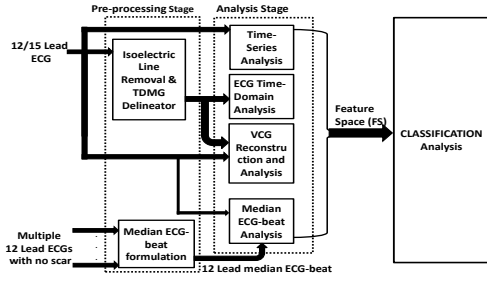 Pre-processing Stage
Analysis Stage
12/15 Lead
ECG
Isoelectric
Line
Removal &
TDMG
Delineator
Time-
Series
Analysis
ECG Time-
Domain
Analysis
VCG
Reconstru
ction and
Analysis
Median
ECG-beat
Analysis
Feature
Space (FS)
CLASSIFICATION
Analysis
Multiple
12 Lead ECGs
with no scar
Median ECG-
beat
formulation
12 Lead median ECG-beat